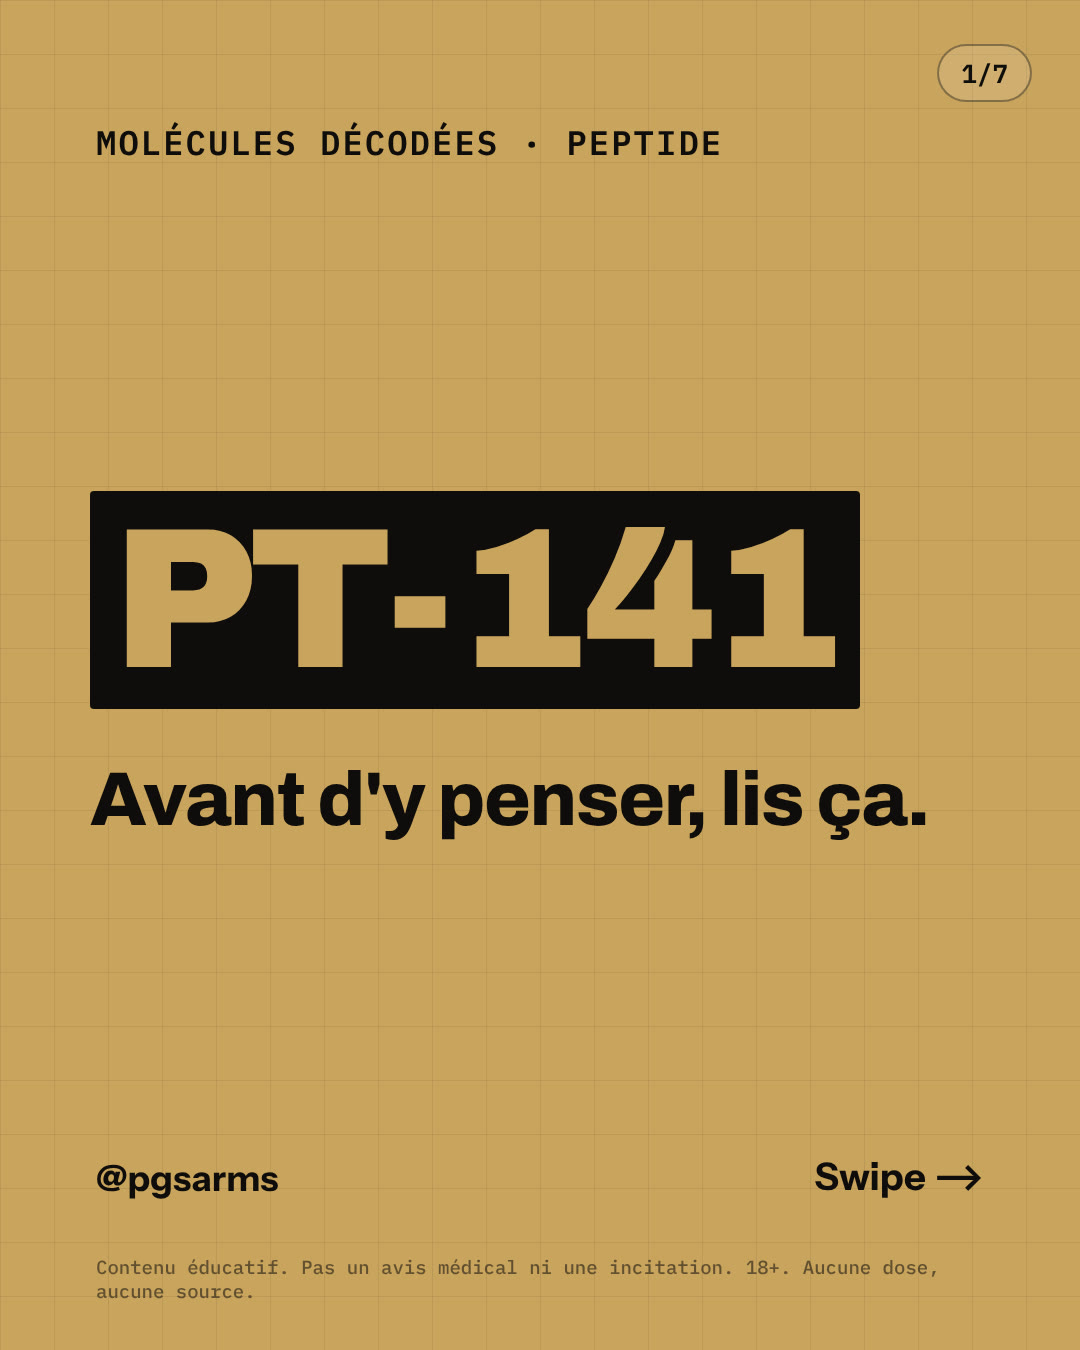 1/7
MOLÉCULES DÉCODÉES · PEPTIDE
PT-141
Avant d'y penser, lis ça.
@pgsarms
Swipe →
Contenu éducatif. Pas un avis médical ni une incitation. 18+. Aucune dose,
aucune source.